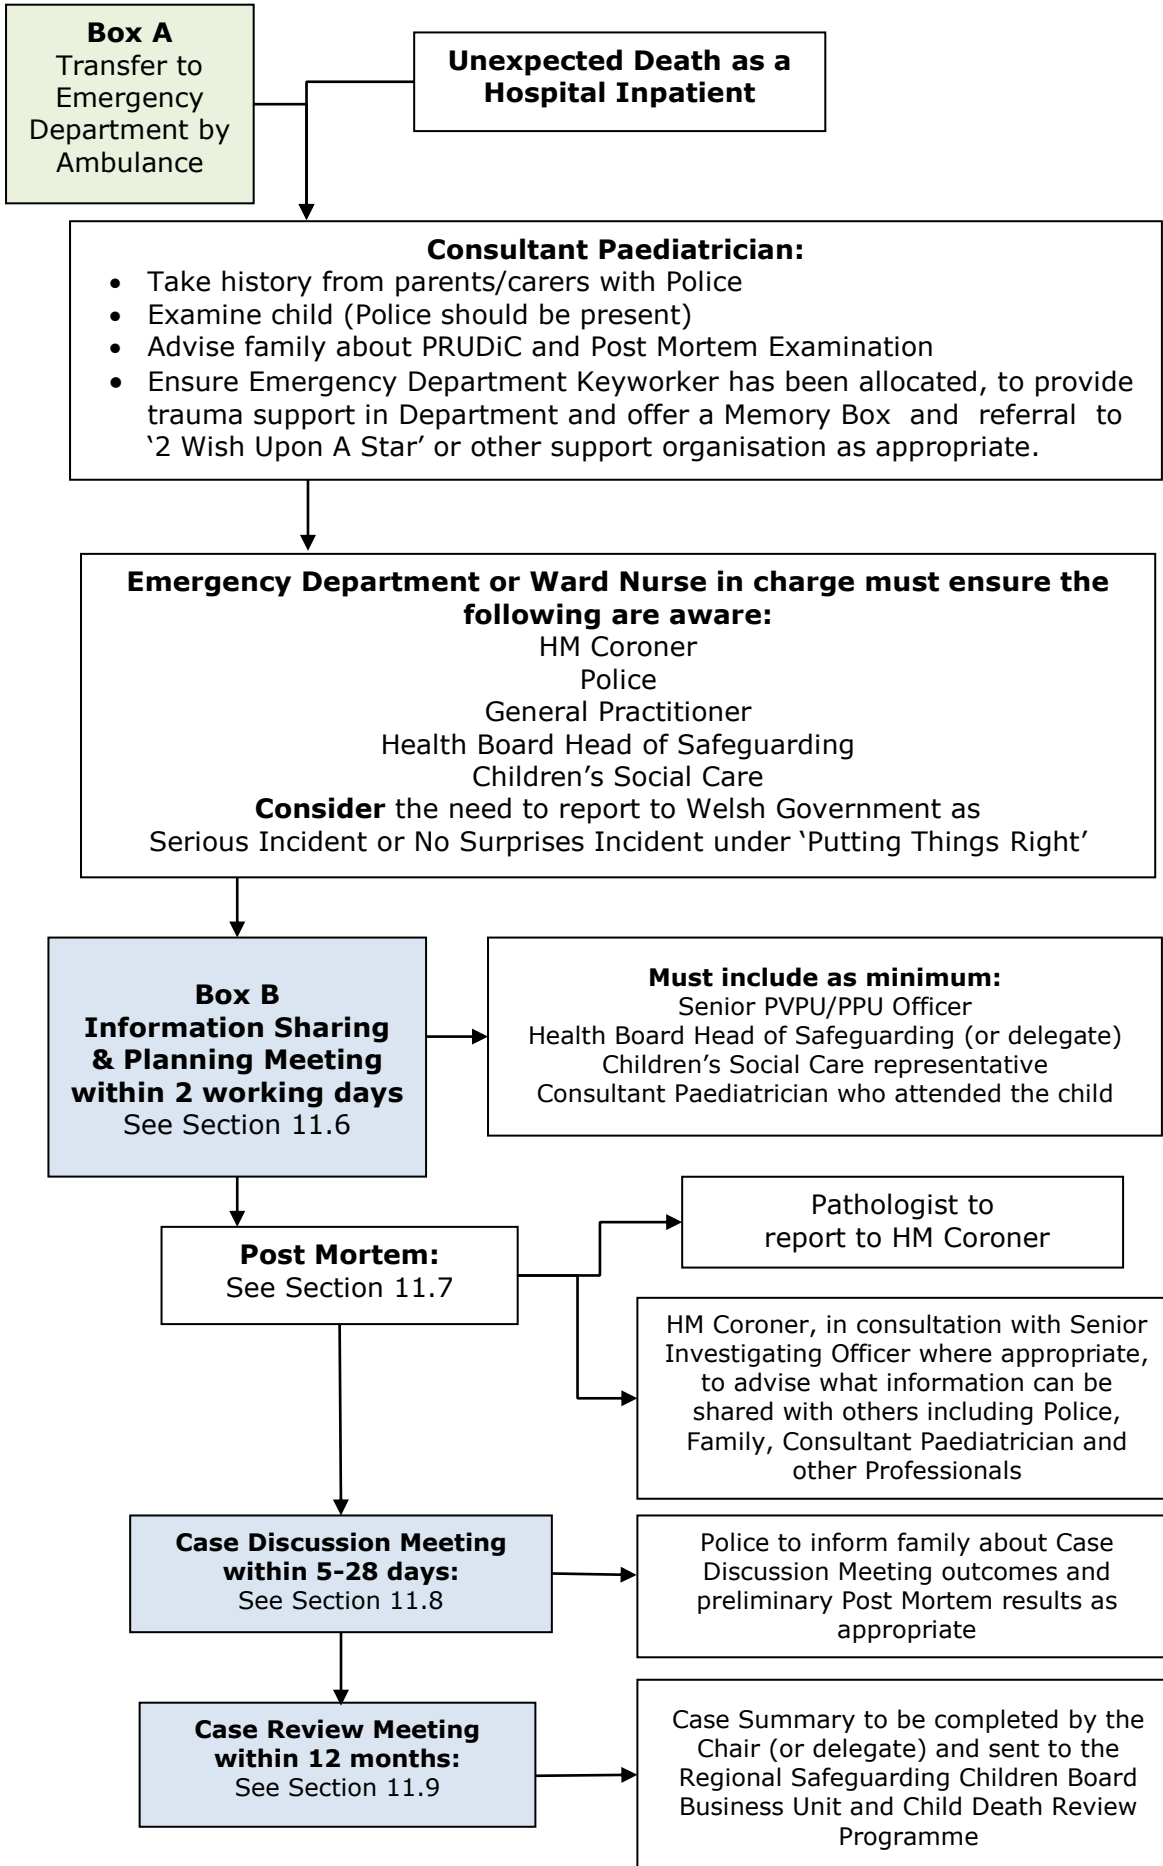 Box A
Transfer to
Emergency
Department by
Ambulance
Unexpected Death as a
Hospital Inpatient
Consultant Paediatrician:
• Take history from parents/carers with Police
• Examine child (Police should be present)
• Advise family about PRUDiC and Post Mortem Examination
• Ensure Emergency Department Keyworker has been allocated, to provide
trauma support in Department and offer a Memory Box and referral to
‘2 Wish Upon A Star’ or other support organisation as appropriate.
Emergency Department or Ward Nurse in charge must ensure the
following are aware:
HM Coroner
Police
General Practitioner
Health Board Head of Safeguarding
Children’s Social Care
Consider the need to report to Welsh Government as
Serious Incident or No Surprises Incident under ‘Putting Things Right’
Box B
Information Sharing
& Planning Meeting
within 2 working days
See Section 11.6
Must include as minimum:
Senior PVPU/PPU Officer
Health Board Head of Safeguarding (or delegate)
Children’s Social Care representative
Consultant Paediatrician who attended the child
Post Mortem:
See Section 11.7
Pathologist to
report to HM Coroner
HM Coroner, in consultation with Senior
Investigating Officer where appropriate,
to advise what information can be
shared with others including Police,
Family, Consultant Paediatrician and
other Professionals
Case Discussion Meeting
within 5–28 days:
See Section 11.8
Police to inform family about Case
Discussion Meeting outcomes and
preliminary Post Mortem results as
appropriate
Case Review Meeting
within 12 months:
See Section 11.9
Case Summary to be completed by the
Chair (or delegate) and sent to the
Regional Safeguarding Children Board
Business Unit and Child Death Review
Programme